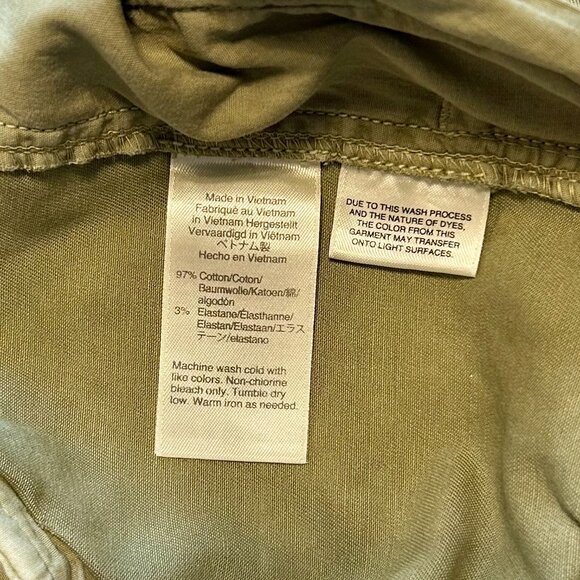 Made in Vietnam
Fabriqué au Vietnam
in Vietnam Hergestellt
Vervaardigd in Viëtnam
ベトナム製
Hecho en Vietnam
97% Cotton/Coton/
Baumwolle/Katoen/綿/
algodón
3% Elastane/Élasthanne/
Elastan/Elastaan/エラス
テーン/elastano
Machine wash cold with
like colors. Non-chlorine
bleach only. Tumble dry
low. Warm iron as needed.
DUE TO THIS WASH PROCESS
AND THE NATURE OF DYES,
THE COLOR FROM THIS
GARMENT MAY TRANSFER
ONTO LIGHT SURFACES.